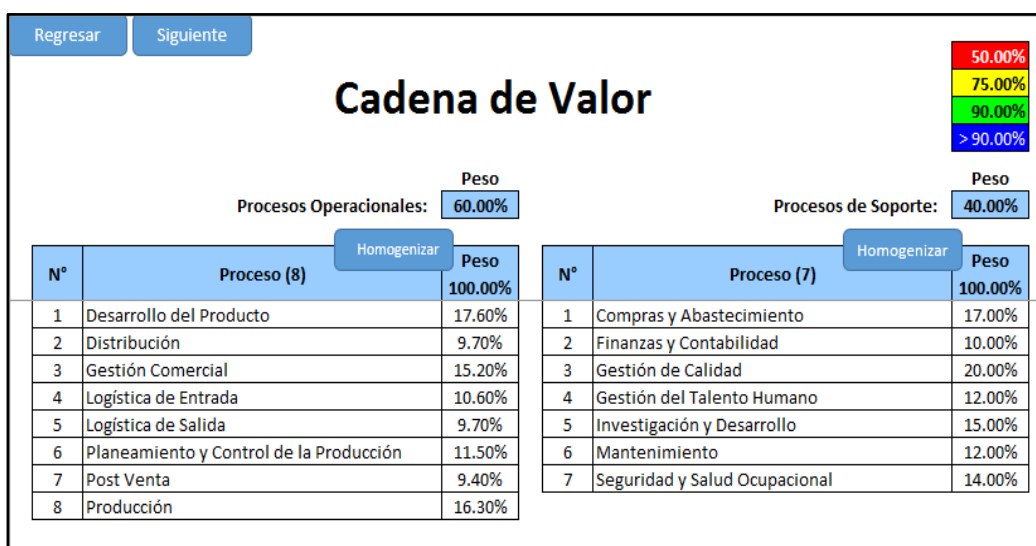 Regresar Siguiente
50.00%
75.00%
Cadena de Valor
90.00%
> 90.00%
Peso Peso
Procesos Operacionales: 60.00% Procesos de Soporte: 40.00%
Homogenizar Homogenizar
N° Proceso (8) Peso N° Proceso (7) Peso
100.00% 100.00%
1 Desarrollo del Producto 17.60% 1 Compras y Abastecimiento 17.00%
2 Distribución 9.70% 2 Finanzas y Contabilidad 10.00%
3 Gestión Comercial 15.20% 3 Gestión de Calidad 20.00%
4 Logística de Entrada 10.60% 4 Gestión del Talento Humano 12.00%
5 Logística de Salida 9.70% 5 Investigación y Desarrollo 15.00%
6 Planeamiento y Control de la Producción 11.50% 6 Mantenimiento 12.00%
7 Post Venta 9.40% 7 Seguridad y Salud Ocupacional 14.00%
8 Producción 16.30%